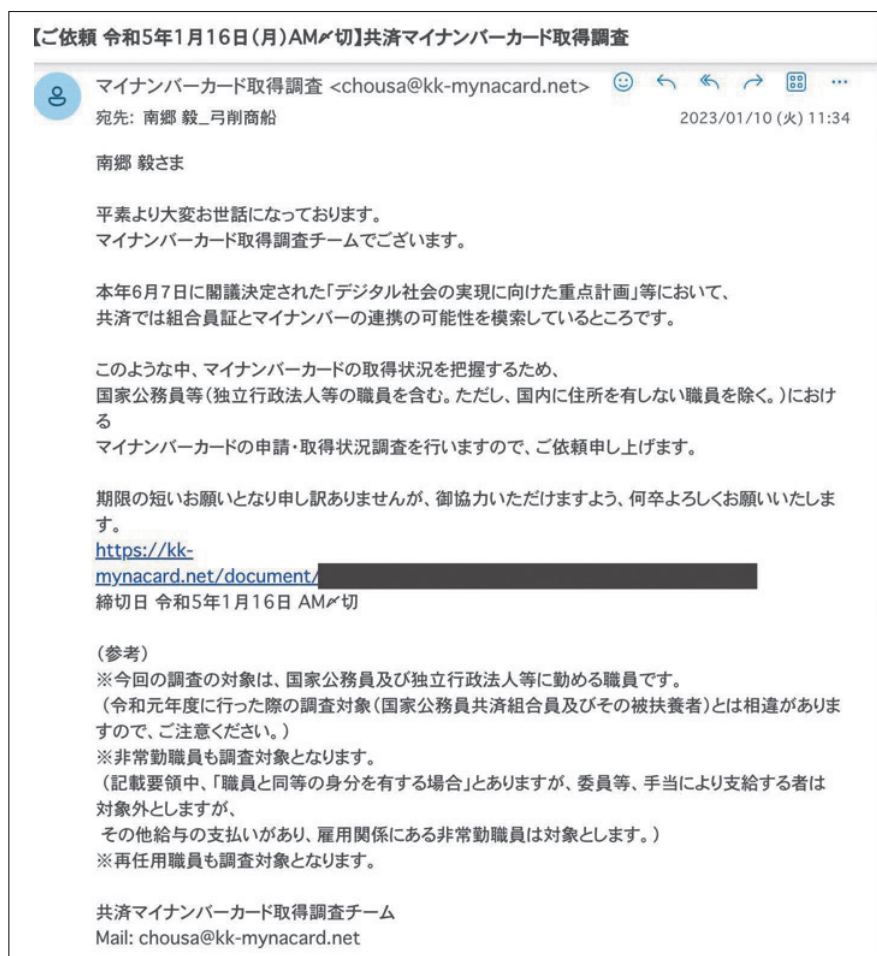 【ご依頼 令和5年1月16日(月)AM〆切】共済マイナンバーカード取得調査
マイナンバーカード取得調査 <chousa@kk-mynacard.net>
宛先: 南郷 毅_弓削商船
2023/01/10 (火) 11:34
南郷 毅さま
平素より大変お世話になっております。
マイナンバーカード取得調査チームでございます。
本年6月7日に閣議決定された「デジタル社会の実現に向けた重点計画」等において、
共済では組合員証とマイナンバーの連携の可能性を模索しているところです。
このような中、マイナンバーカードの取得状況を把握するため、
国家公務員等(独立行政法人等の職員を含む。ただし、国内に住所を有しない職員を除く。)におけ
る
マイナンバーカードの申請・取得状況調査を行いますので、ご依頼申し上げます。
期限の短いお願いとなり申し訳ありませんが、御協力いただけますよう、何卒よろしくお願いいたしま
す。
https://kk-
mynacard.net/document/
締切日 令和5年1月16日 AM〆切
(参考)
※今回の調査の対象は、国家公務員及び独立行政法人等に勤める職員です。
(令和元年度に行った際の調査対象(国家公務員共済組合員及びその被扶養者)とは相違がありま
すので、ご注意ください。)
※非常勤職員も調査対象となります。
(記載要領中、「職員と同等の身分を有する場合」とありますが、委員等、手当により支給する者は
対象外としますが、
その他給与の支払いがあり、雇用関係にある非常勤職員は対象とします。)
※再任用職員も調査対象となります。
共済マイナンバーカード取得調査チーム
Mail: chousa@kk-mynacard.net